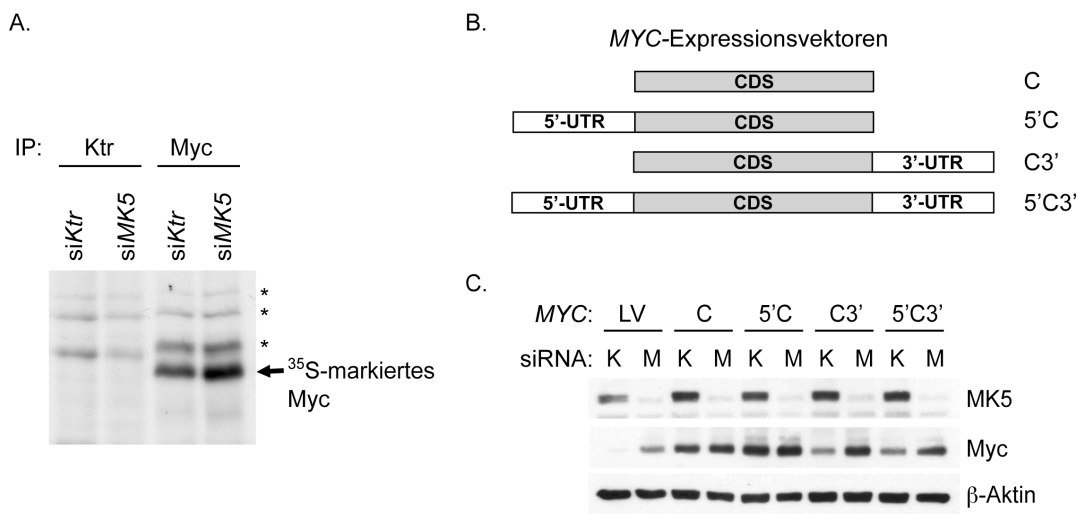 A.
IP: Ktr Myc
siKtr siMK5 siKtr siMK5
*
*
*
³⁵S-markiertes
Myc
B.
MYC-Expressionsvektoren
CDS C
5'-UTR CDS 5'C
CDS 3'-UTR C3'
5'-UTR CDS 3'-UTR 5'C3'
C.
MYC: LV C 5'C C3' 5'C3'
siRNA: K M K M K M K M K M
MK5
Myc
β-Aktin